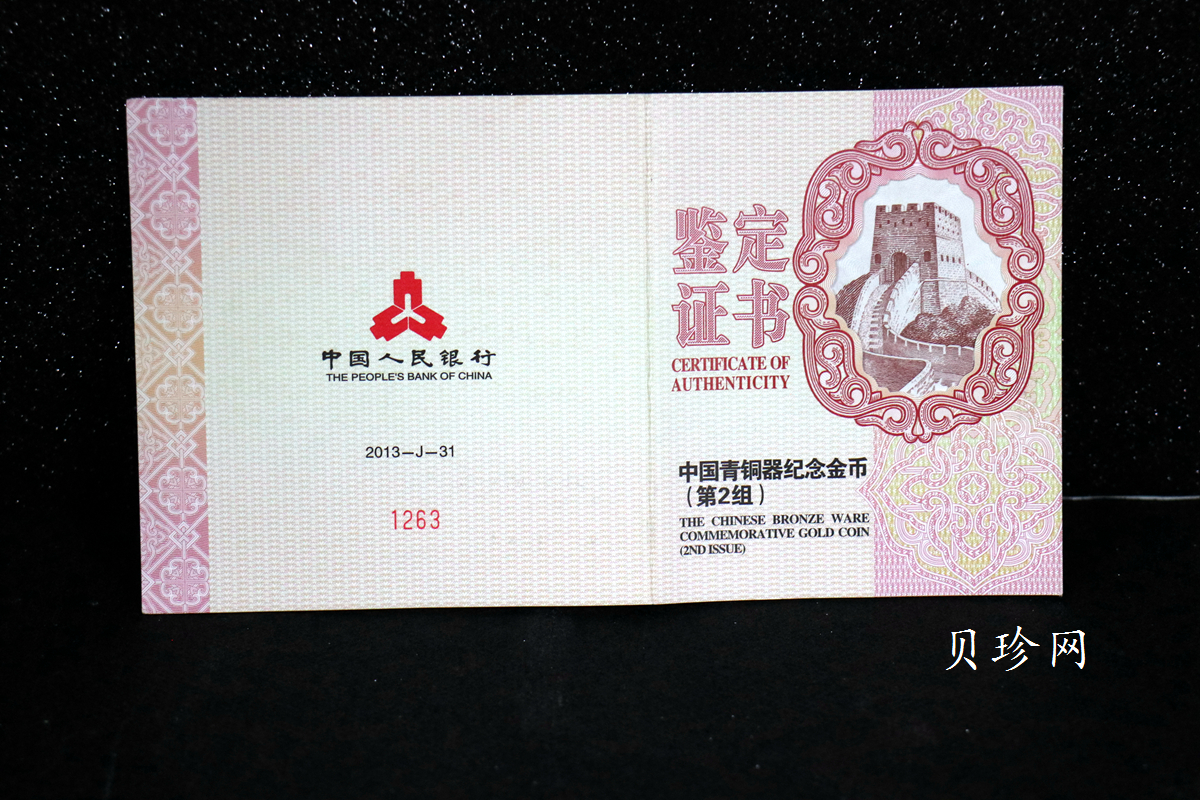 中国人民银行
THE PEOPLE'S BANK OF CHINA
2013-J-31
1263
鉴定
证书
CERTIFICATE OF
AUTHENTICITY
中国青铜器纪念金币
（第2组）
THE CHINESE BRONZE WARE
COMMEMORATIVE GOLD COIN
(2ND ISSUE)
贝珍网